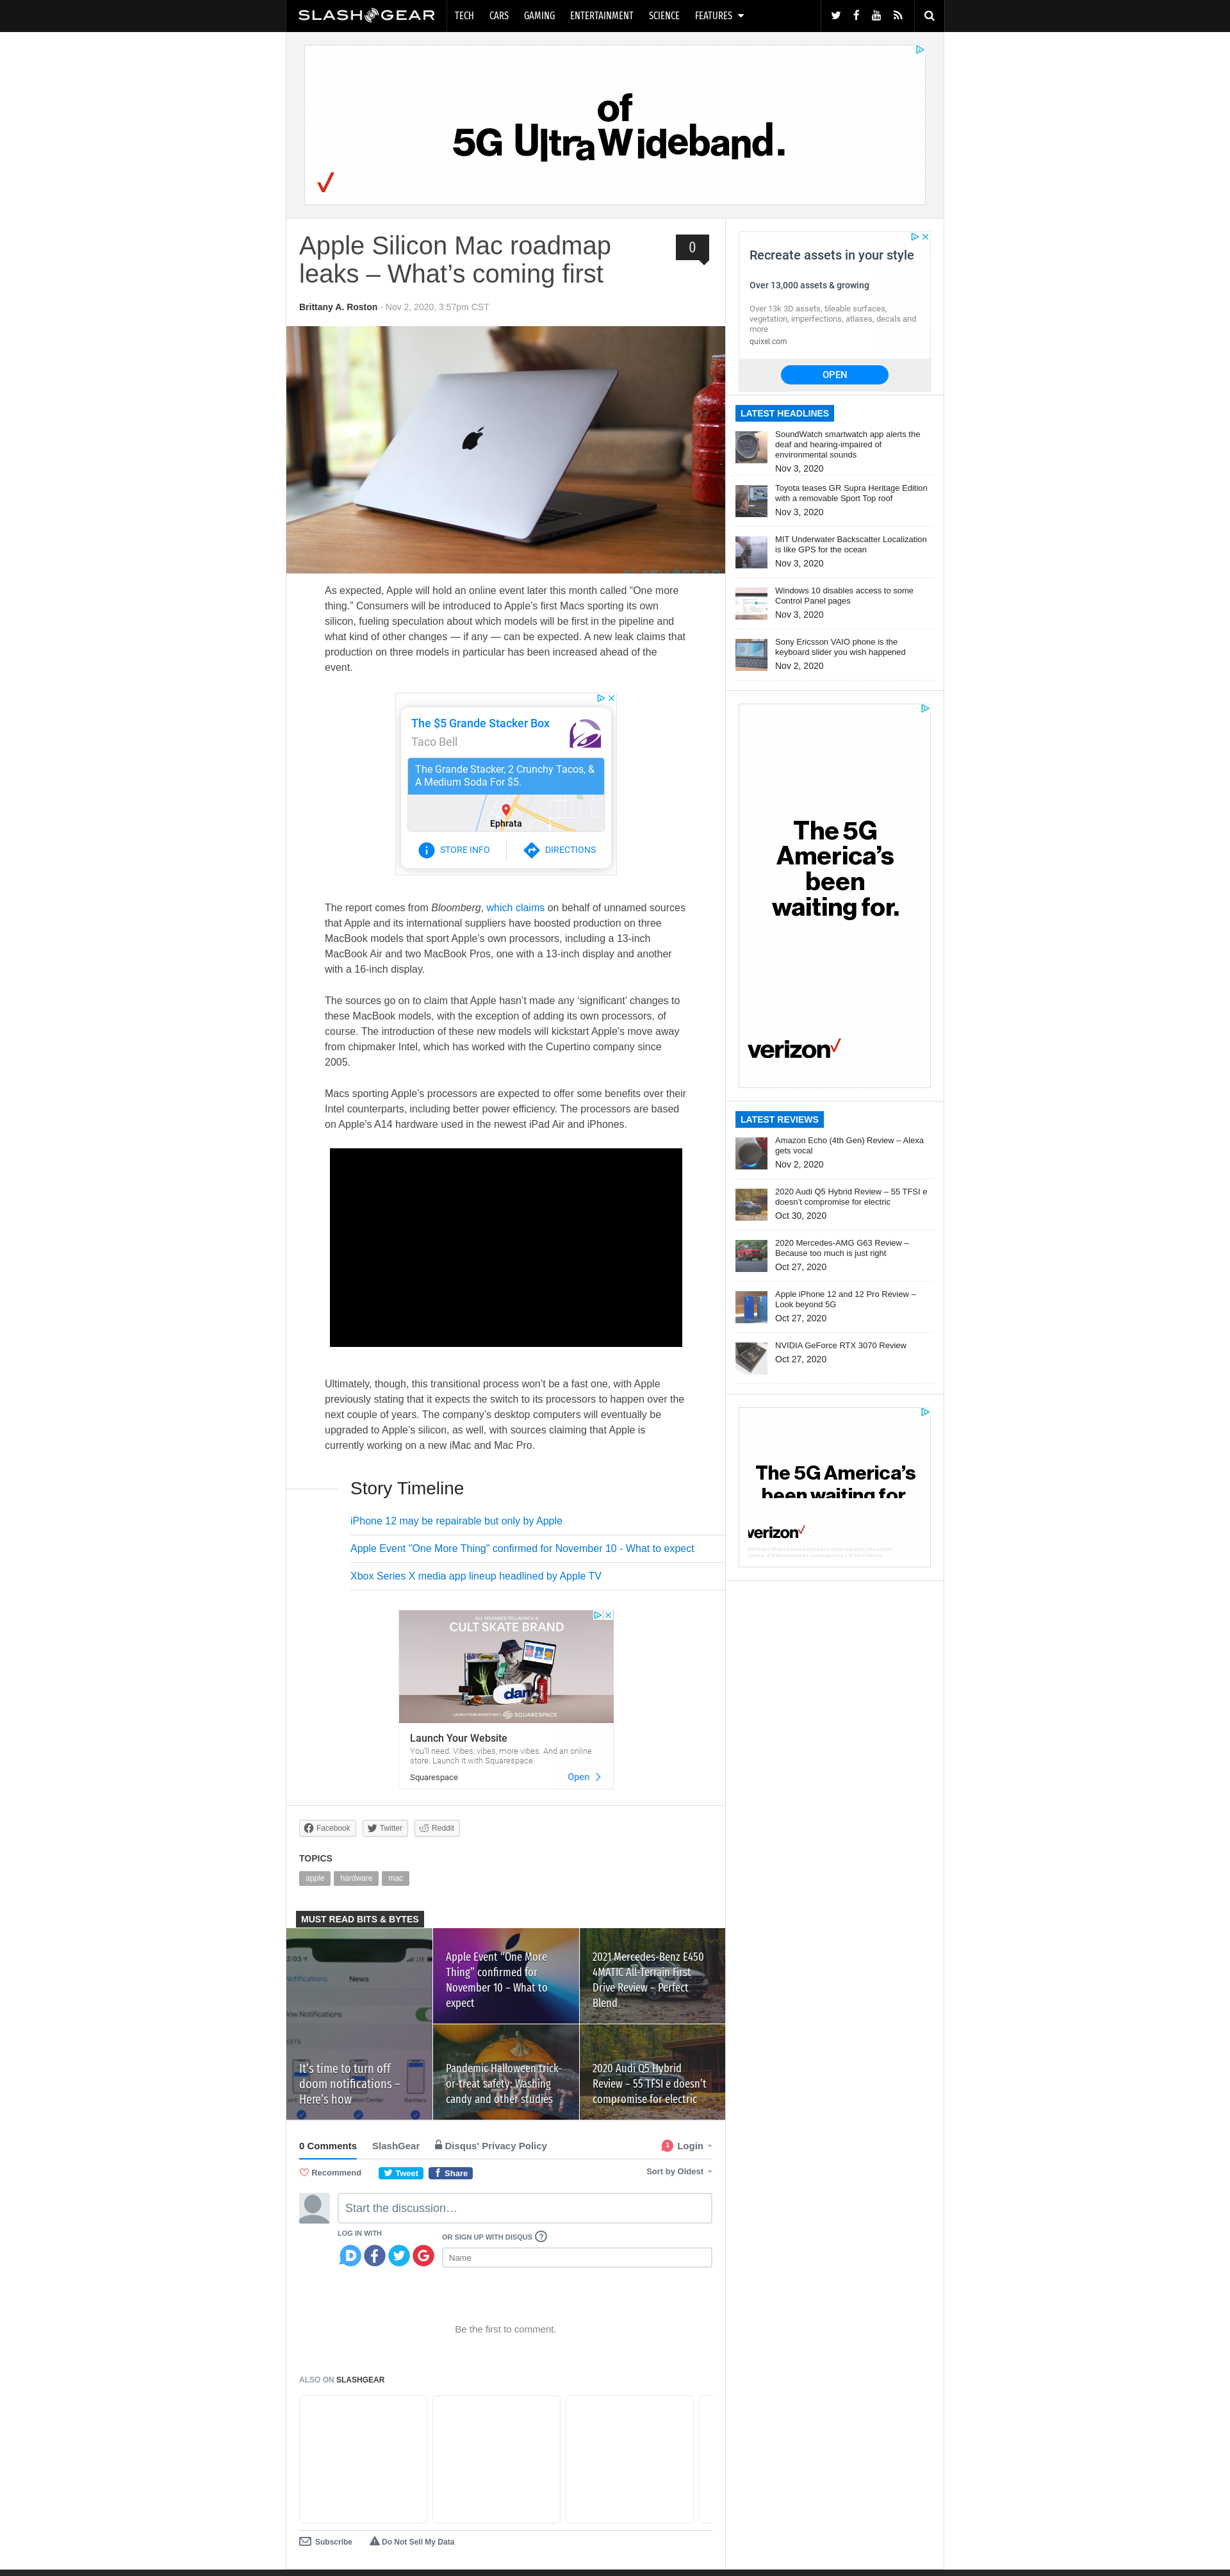 SLASHGEAR
TECH
CARS
GAMING
ENTERTAINMENT
SCIENCE
FEATURES
of
5G UltraWideband.
Apple Silicon Mac roadmap
leaks – What’s coming first
0
Brittany A. Roston - Nov 2, 2020, 3:57pm CST
SLASHGEAR
As expected, Apple will hold an online event later this month called “One more
thing.” Consumers will be introduced to Apple’s first Macs sporting its own
silicon, fueling speculation about which models will be first in the pipeline and
what kind of other changes — if any — can be expected. A new leak claims that
production on three models in particular has been increased ahead of the
event.
The $5 Grande Stacker Box
Taco Bell
The Grande Stacker, 2 Crunchy Tacos, &
A Medium Soda For $5.
Ephrata
STORE INFO
DIRECTIONS
The report comes from Bloomberg, which claims on behalf of unnamed sources
that Apple and its international suppliers have boosted production on three
MacBook models that sport Apple’s own processors, including a 13-inch
MacBook Air and two MacBook Pros, one with a 13-inch display and another
with a 16-inch display.
The sources go on to claim that Apple hasn’t made any ‘significant’ changes to
these MacBook models, with the exception of adding its own processors, of
course. The introduction of these new models will kickstart Apple’s move away
from chipmaker Intel, which has worked with the Cupertino company since
2005.
Macs sporting Apple’s processors are expected to offer some benefits over their
Intel counterparts, including better power efficiency. The processors are based
on Apple’s A14 hardware used in the newest iPad Air and iPhones.
Ultimately, though, this transitional process won’t be a fast one, with Apple
previously stating that it expects the switch to its processors to happen over the
next couple of years. The company’s desktop computers will eventually be
upgraded to Apple’s silicon, as well, with sources claiming that Apple is
currently working on a new iMac and Mac Pro.
Story Timeline
iPhone 12 may be repairable but only by Apple
Apple Event "One More Thing" confirmed for November 10 - What to expect
Xbox Series X media app lineup headlined by Apple TV
ALL YOU NEED TO LAUNCH A
CULT SKATE BRAND
dant
LAUNCH YOUR WEBSITE WITH SQUARESPACE
Launch Your Website
You'll need: Vibes, vibes, more vibes. And an online
store. Launch it with Squarespace.
Squarespace
Open
Facebook
Twitter
Reddit
TOPICS
apple
hardware
mac
MUST READ BITS & BYTES
2:03
LTE
Notifications
News
Allow Notifications
It’s time to turn off
doom notifications –
Here’s how
Banners
Apple Event “One More
Thing” confirmed for
November 10 – What to
expect
2021 Mercedes-Benz E450
4MATIC All-Terrain First
Drive Review – Perfect
Blend
Pandemic Halloween trick-
or-treat safety: Washing
candy and other studies
2020 Audi Q5 Hybrid
Review – 55 TFSI e doesn’t
compromise for electric
0 Comments
SlashGear
Disqus' Privacy Policy
1
Login
Recommend
Tweet
Share
Sort by Oldest
Start the discussion…
LOG IN WITH
OR SIGN UP WITH DISQUS ?
Name
Be the first to comment.
ALSO ON SLASHGEAR
Subscribe
Do Not Sell My Data
Recreate assets in your style
Over 13,000 assets & growing
Over 13k 3D assets, tileable surfaces,
vegetation, imperfections, atlases, decals and
more
quixel.com
OPEN
LATEST HEADLINES
SoundWatch smartwatch app alerts the
deaf and hearing-impaired of
environmental sounds
Nov 3, 2020
Toyota teases GR Supra Heritage Edition
with a removable Sport Top roof
Nov 3, 2020
MIT Underwater Backscatter Localization
is like GPS for the ocean
Nov 3, 2020
Windows 10 disables access to some
Control Panel pages
Nov 3, 2020
Sony Ericsson VAIO phone is the
keyboard slider you wish happened
Nov 2, 2020
The 5G
America’s
been
waiting for.
verizon
LATEST REVIEWS
Amazon Echo (4th Gen) Review – Alexa
gets vocal
Nov 2, 2020
2020 Audi Q5 Hybrid Review – 55 TFSI e
doesn’t compromise for electric
Oct 30, 2020
2020 Mercedes-AMG G63 Review –
Because too much is just right
Oct 27, 2020
Apple iPhone 12 and 12 Pro Review –
Look beyond 5G
Oct 27, 2020
NVIDIA GeForce RTX 3070 Review
Oct 27, 2020
The 5G America’s
been waiting for
verizon